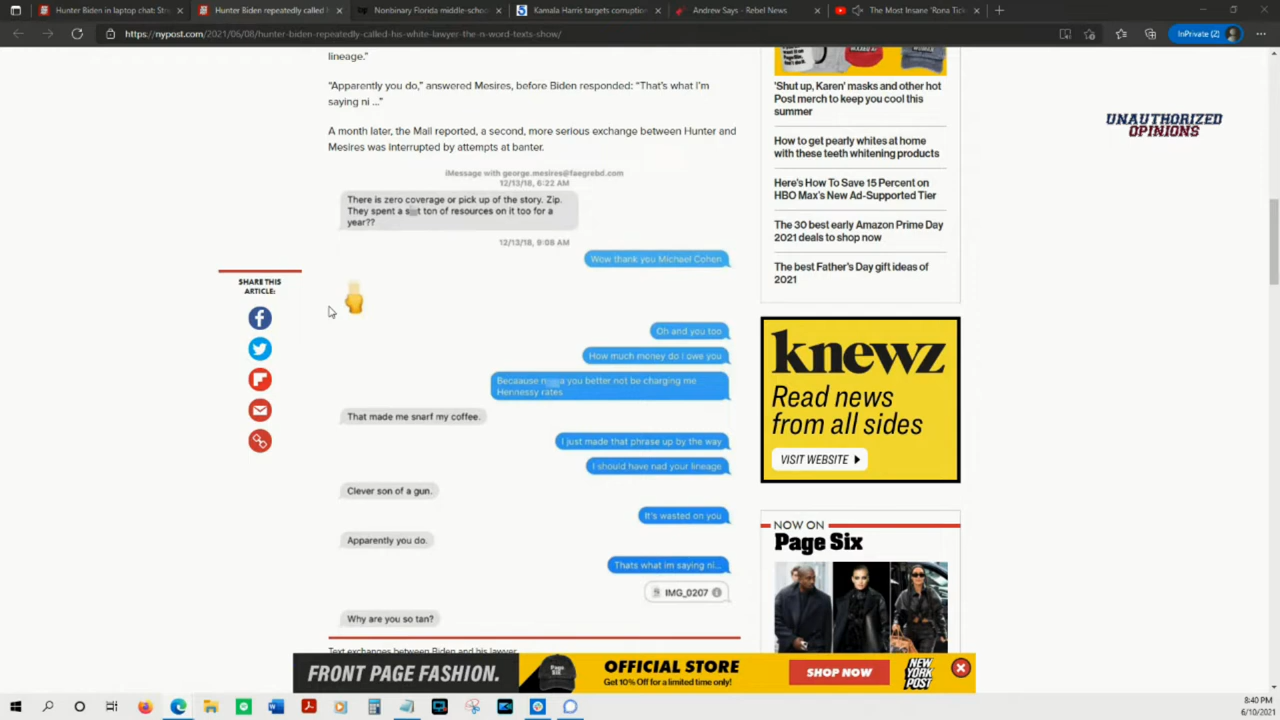 Hunter Biden in laptop chat: Str
Hunter Biden repeatedly called h
Nonbinary Florida middle-schoo
Kamala Harris targets corruption
Andrew Says - Rebel News
The Most Insane 'Rona Tick
https://nypost.com/2021/06/08/hunter-biden-repeatedly-called-his-white-lawyer-the-n-word-texts-show/
InPrivate (2)
lineage."
"Apparently you do," answered Mesires, before Biden responded: "That's what I'm
saying ni ..."
A month later, the Mail reported, a second, more serious exchange between Hunter and
Mesires was interrupted by attempts at banter.
iMessage with george.mesires@faegrebd.com
12/13/18, 6:22 AM
There is zero coverage or pick up of the story. Zip.
They spent a s t ton of resources on it too for a
year??
12/13/18, 9:08 AM
Wow thank you Michael Cohen
Oh and you too
How much money do I owe you
Becaause n a you better not be charging me
Hennessy rates
That made me snarf my coffee.
I just made that phrase up by the way
I should have nad your lineage
Clever son of a gun.
It's wasted on you
Apparently you do.
Thats what im saying ni...
IMG_0207
Why are you so tan?
Text exchanges between Biden and his lawyer
SHARE THIS
ARTICLE:
'Shut up, Karen' masks and other hot
Post merch to keep you cool this
summer
How to get pearly whites at home
with these teeth whitening products
Here's How To Save 15 Percent on
HBO Max's New Ad-Supported Tier
The 30 best early Amazon Prime Day
2021 deals to shop now
The best Father's Day gift ideas of
2021
knewz
Read news
from all sides
VISIT WEBSITE
NOW ON
Page Six
UNAUTHORIZED
OPINIONS
FRONT PAGE FASHION.
OFFICIAL STORE
Get 10% Off for a limited time only!
SHOP NOW
NEW
YORK
POST
8:40 PM
6/10/2021